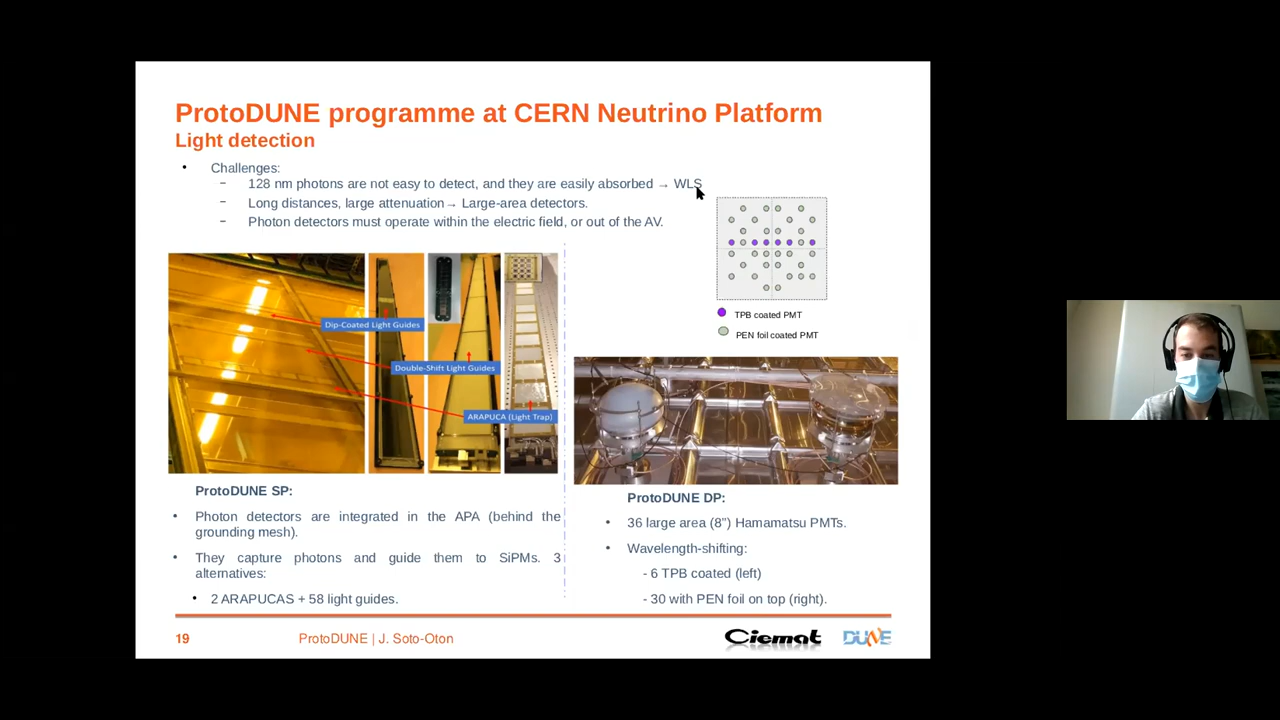 ProtoDUNE programme at CERN Neutrino Platform
Light detection
• Challenges:
– 128 nm photons are not easy to detect, and they are easily absorbed → WLS
– Long distances, large attenuation→ Large-area detectors.
– Photon detectors must operate within the electric field, or out of the AV.
Dip-Coated Light Guides
Double-Shift Light Guides
ARAPUCA (Light Trap)
TPB coated PMT
PEN foil coated PMT
ProtoDUNE SP:
• Photon detectors are integrated in the APA (behind the
grounding mesh).
• They capture photons and guide them to SiPMs. 3
alternatives:
• 2 ARAPUCAS + 58 light guides.
ProtoDUNE DP:
• 36 large area (8") Hamamatsu PMTs.
• Wavelength-shifting:
- 6 TPB coated (left)
- 30 with PEN foil on top (right).
19
ProtoDUNE | J. Soto-Oton
Ciemat
DUNE